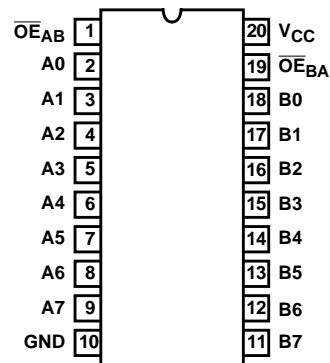 O̅E̅AB 1 20 VCC
A0 2 19 O̅E̅BA
A1 3 18 B0
A2 4 17 B1
A3 5 16 B2
A4 6 15 B3
A5 7 14 B4
A6 8 13 B5
A7 9 12 B6
GND 10 11 B7